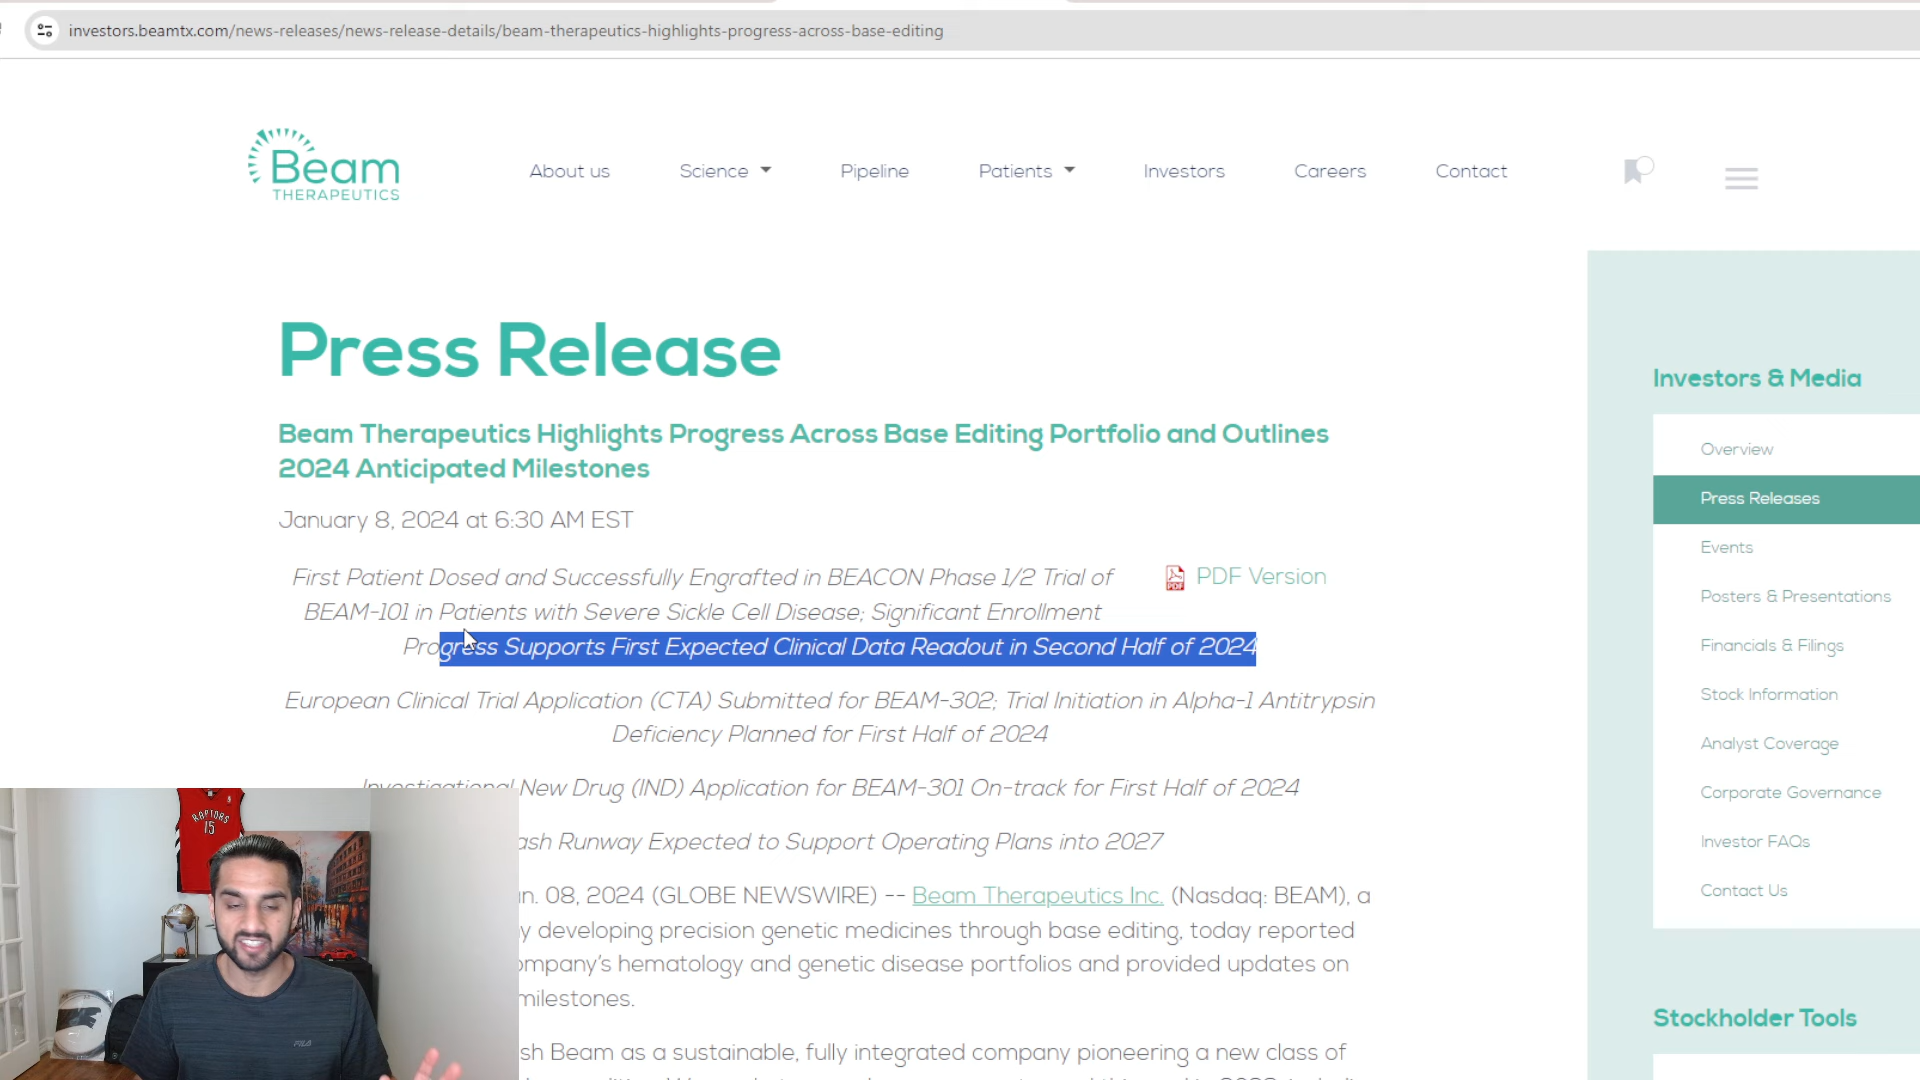 investors.beamtx.com/news-releases/news-release-details/beam-therapeutics-highlights-progress-across-base-editing
Beam
THERAPEUTICS
About us
Science
Pipeline
Patients
Investors
Careers
Contact
Press Release
Beam Therapeutics Highlights Progress Across Base Editing Portfolio and Outlines
2024 Anticipated Milestones
January 8, 2024 at 6:30 AM EST
First Patient Dosed and Successfully Engrafted in BEACON Phase 1/2 Trial of
BEAM-101 in Patients with Severe Sickle Cell Disease; Significant Enrollment
Progress Supports First Expected Clinical Data Readout in Second Half of 2024
PDF Version
European Clinical Trial Application (CTA) Submitted for BEAM-302; Trial Initiation in Alpha-1 Antitrypsin
Deficiency Planned for First Half of 2024
Investigational New Drug (IND) Application for BEAM-301 On-track for First Half of 2024
ash Runway Expected to Support Operating Plans into 2027
n. 08, 2024 (GLOBE NEWSWIRE) -- Beam Therapeutics Inc. (Nasdaq: BEAM), a
y developing precision genetic medicines through base editing, today reported
ompany's hematology and genetic disease portfolios and provided updates on
milestones.
sh Beam as a sustainable, fully integrated company pioneering a new class of
Investors & Media
Overview
Press Releases
Events
Posters & Presentations
Financials & Filings
Stock Information
Analyst Coverage
Corporate Governance
Investor FAQs
Contact Us
Stockholder Tools
RAPTORS
15
FILA